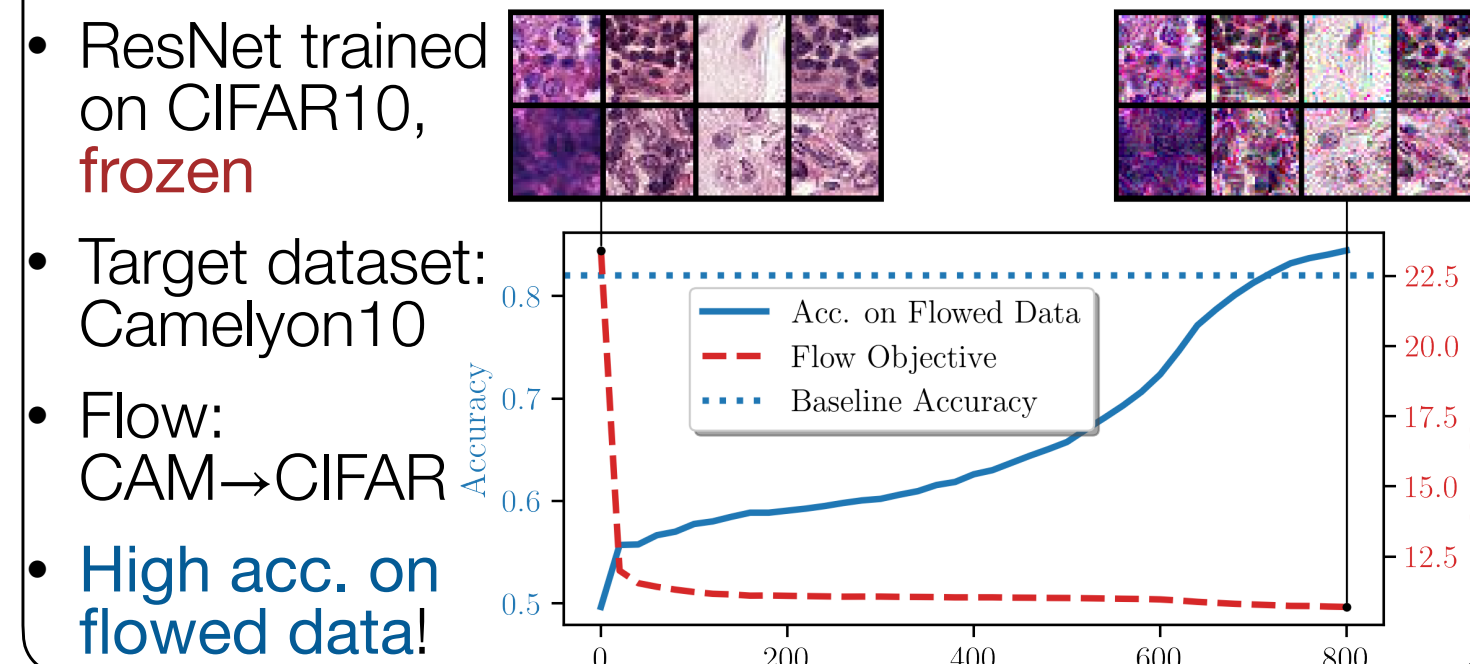 • ResNet trained
on CIFAR10,
frozen
• Target dataset:
Camelyon10
• Flow:
CAM→CIFAR
• High acc. on
flowed data!
Accuracy
0.8
0.7
0.6
0.5
Acc. on Flowed Data
Flow Objective
Baseline Accuracy
22.5
20.0
17.5
15.0
12.5
0 200 400 600 800